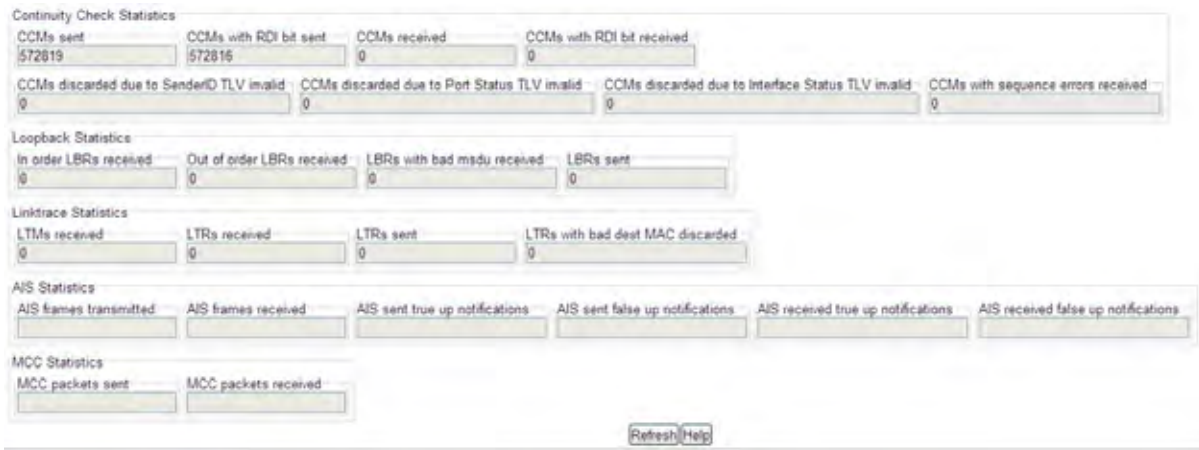 Continuity Check Statistics
CCMs sent CCMs with RDI bit sent CCMs received CCMs with RDI bit received
572819 572816 0 0
CCMs discarded due to SenderID TLV invalid CCMs discarded due to Port Status TLV invalid CCMs discarded due to Interface Status TLV invalid CCMs with sequence errors received
0 0 0 0
Loopback Statistics
In order LBRs received Out of order LBRs received LBRs with bad msdu received LBRs sent
0 0 0 0
Linktrace Statistics
LTMs received LTRs received LTRs sent LTRs with bad dest MAC discarded
0 0 0 0
AIS Statistics
AIS frames transmitted AIS frames received AIS sent true up notifications AIS sent false up notifications AIS received true up notifications AIS received false up notifications
MCC Statistics
MCC packets sent MCC packets received
Refresh Help